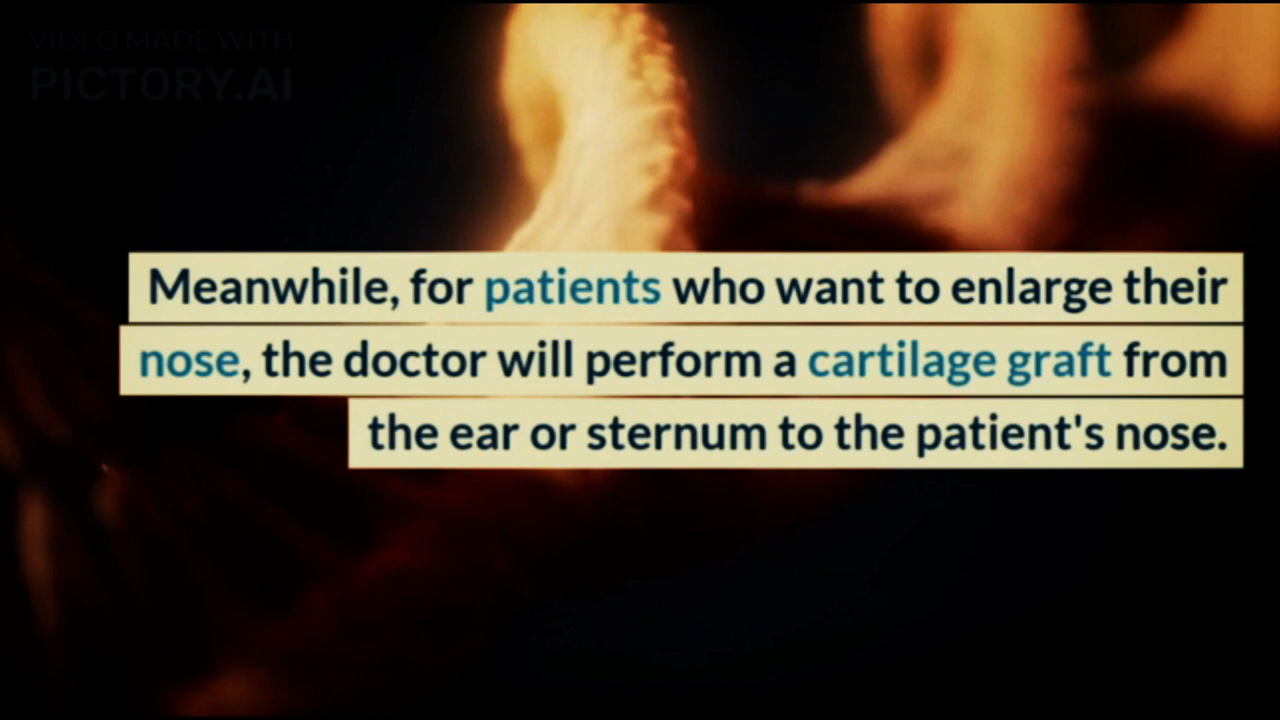 VIDEO MADE WITH
PICTORY.AI
Meanwhile, for patients who want to enlarge their
nose, the doctor will perform a cartilage graft from
the ear or sternum to the patient's nose.